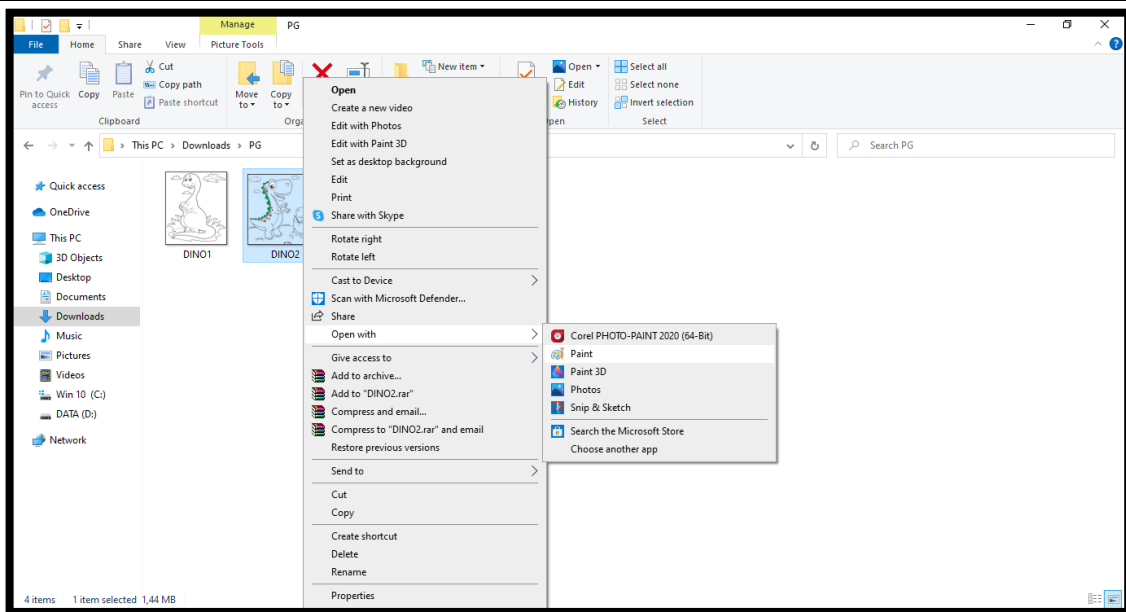 Manage
PG
File
Home
Share
View
Picture Tools
Pin to Quick access
Copy
Paste
Cut
Copy path
Paste shortcut
Clipboard
Move to
Copy to
New item
Open
Edit
History
Select all
Select none
Invert selection
Select
This PC > Downloads > PG
Search PG
Quick access
OneDrive
This PC
3D Objects
Desktop
Documents
Downloads
Music
Pictures
Videos
Win 10 (C:)
DATA (D:)
Network
DINO1
DINO2
Open
Create a new video
Edit with Photos
Edit with Paint 3D
Set as desktop background
Edit
Print
Share with Skype
Rotate right
Rotate left
Cast to Device
Scan with Microsoft Defender...
Share
Open with
Give access to
Add to archive...
Add to "DINO2.rar"
Compress and email...
Compress to "DINO2.rar" and email
Restore previous versions
Send to
Cut
Copy
Create shortcut
Delete
Rename
Properties
Corel PHOTO-PAINT 2020 (64-Bit)
Paint
Paint 3D
Photos
Snip & Sketch
Search the Microsoft Store
Choose another app
4 items
1 item selected 1,44 MB